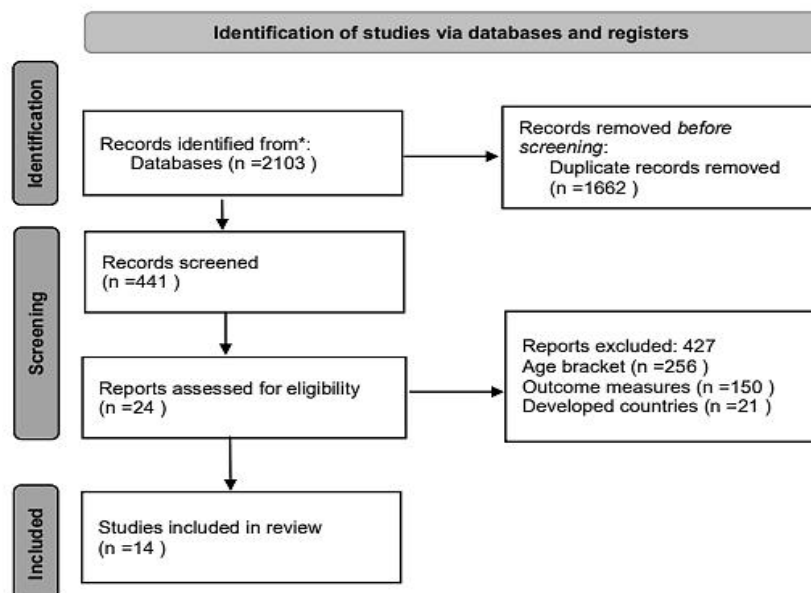 Identification of studies via databases and registers
Identification
Records identified from*:
Databases (n =2103 )
Records removed before
screening:
Duplicate records removed
(n =1662 )
Screening
Records screened
(n =441 )
Reports assessed for eligibility
(n =24 )
Reports excluded: 427
Age bracket (n =256 )
Outcome measures (n =150 )
Developed countries (n =21 )
Included
Studies included in review
(n =14 )